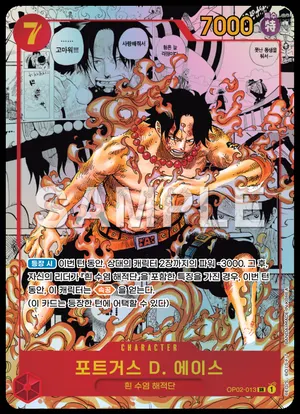 7
7000
특수
特
고마워!!!
사랑해줘서
SAMPLE
등장 시 이번 턴 동안, 상대의 캐릭터 2장까지의 파워 -3000. 그 후,
자신의 리더가 「흰 수염 해적단」을 포함한 특징을 가진 경우, 이번 턴
동안, 이 캐릭터는 속공 을 얻는다.
(이 카드는 등장한 턴에 어택할 수 있다)
CHARACTER
포트거스 D. 에이스
흰 수염 해적단
OP02-013 SR 1